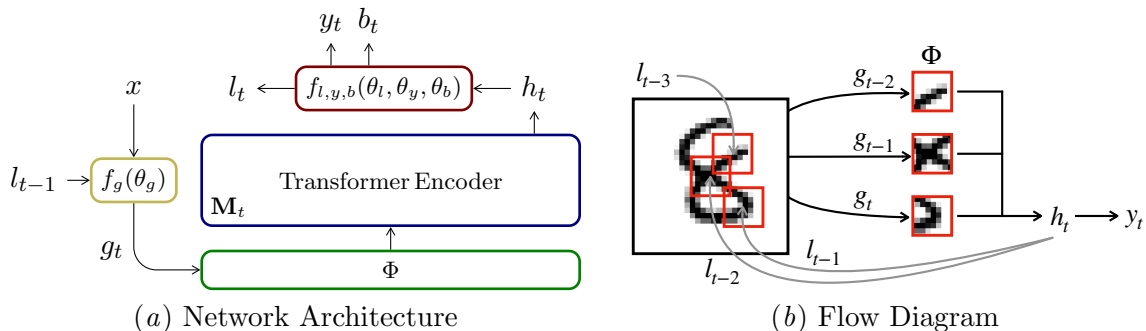 y_t b_t
x
l_t f_{l,y,b}(θ_l, θ_y, θ_b) h_t
l_{t−1} f_g(θ_g)
Transformer Encoder
M_t
g_t
Φ
(a) Network Architecture
Φ
l_{t−3} g_{t−2}
g_{t−1}
g_t
h_t y_t
l_{t−2} l_{t−1}
(b) Flow Diagram